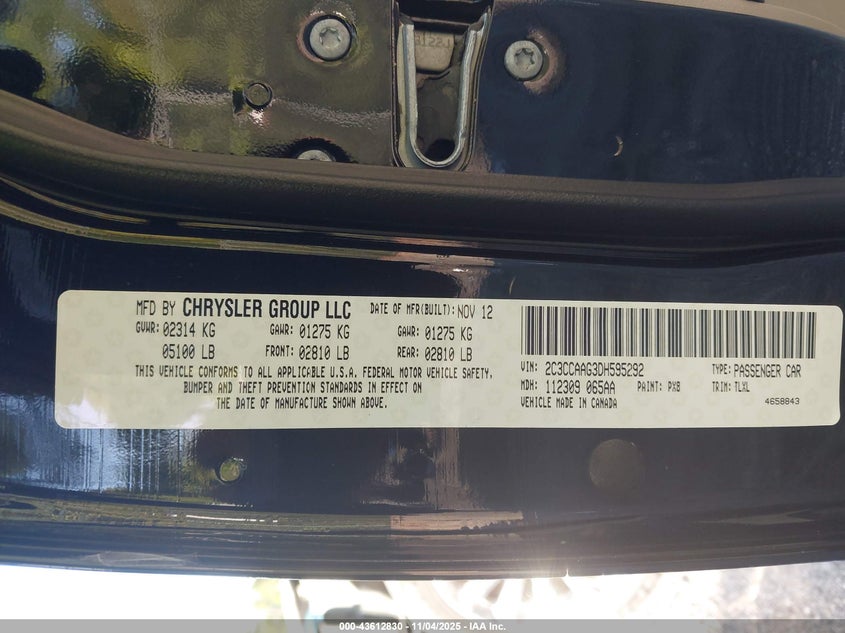 MFD BY CHRYSLER GROUP LLC DATE OF MFR(BUILT): NOV 12
GVWR: 02314 KG GAWR: 01275 KG GAWR: 01275 KG
05100 LB FRONT: 02810 LB REAR: 02810 LB
THIS VEHICLE CONFORMS TO ALL APPLICABLE U.S.A. FEDERAL MOTOR VEHICLE SAFETY,
BUMPER AND THEFT PREVENTION STANDARDS IN EFFECT ON
THE DATE OF MANUFACTURE SHOWN ABOVE.
VIN: 2C3CCAAG3DH595292 TYPE: PASSENGER CAR
MDH: 112309 065AA PAINT: PX8 TRIM: TLXL
VEHICLE MADE IN CANADA 4658843
000-43612830 - 11/04/2025 - IAA Inc.